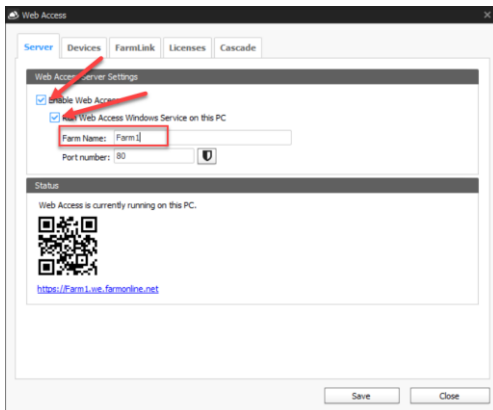 Web Access
Server Devices FarmLink Licenses Cascade
Web Access Server Settings
Enable Web Access
Run Web Access Windows Service on this PC
Farm Name: Farm1
Port number: 80
Status
Web Access is currently running on this PC.
https://Farm1.we.farmonline.net
Save Close